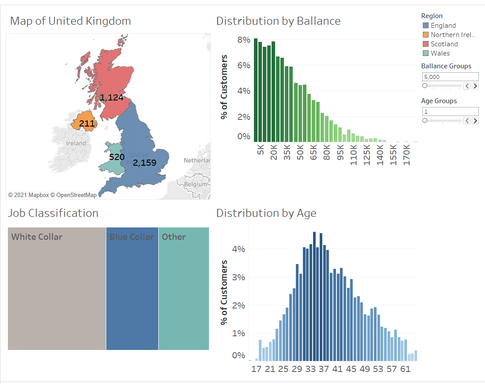 Map of United Kingdom
1,124
211
Ireland
520
2,159
Netherla
Belgium
© 2021 Mapbox © OpenStreetMap
Distribution by Ballance
% of Customers
8%
6%
4%
2%
0%
5K 20K 35K 50K 65K 80K 95K 110K 125K 140K 155K 170K
Region
England
Northern Irel..
Scotland
Wales
Ballance Groups
5,000
Age Groups
1
Job Classification
White Collar
Blue Collar
Other
Distribution by Age
% of Customers
4%
3%
2%
1%
0%
17 21 25 29 33 37 41 45 49 53 57 61